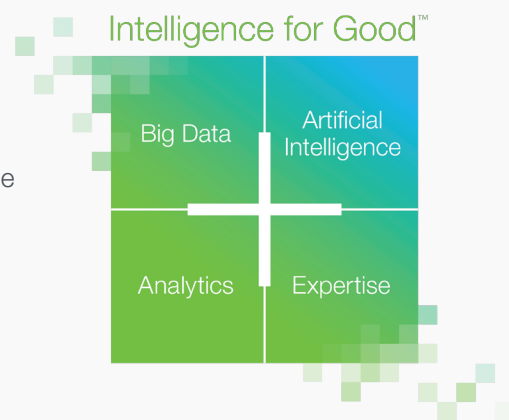 Intelligence for Good™
Big Data
Artificial
Intelligence
e
Analytics
Expertise